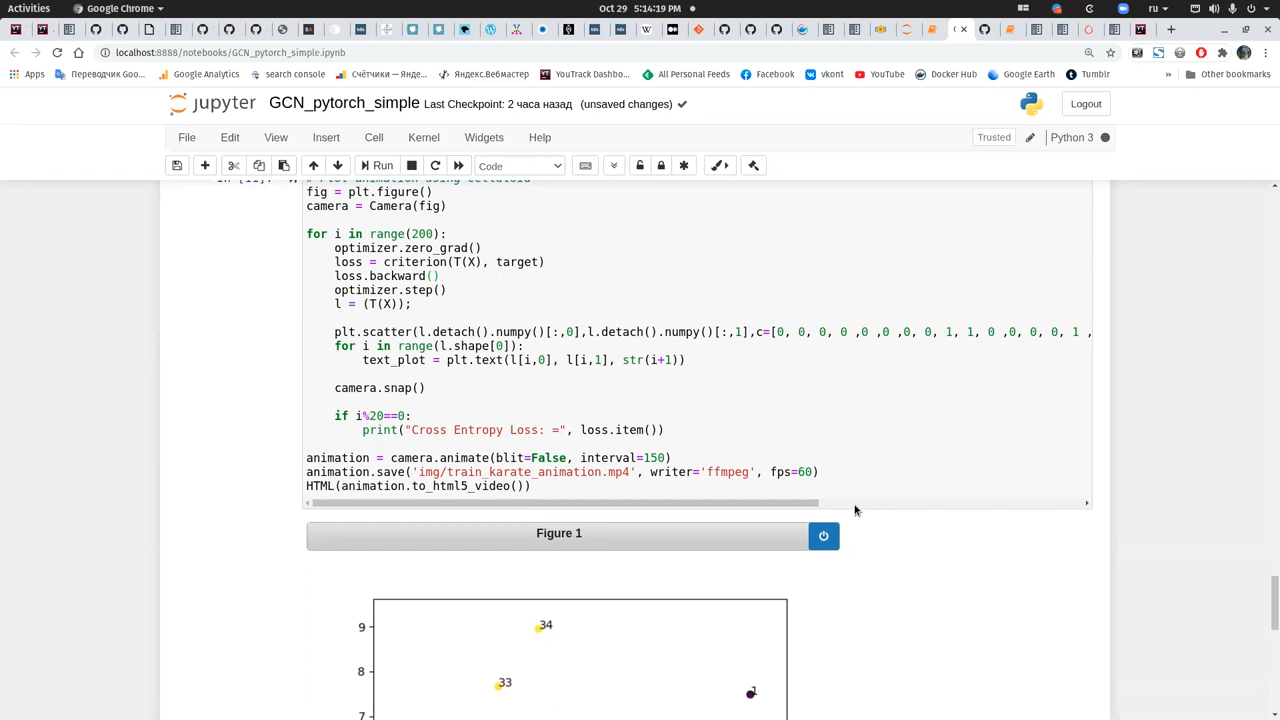 Activities
Google Chrome
Oct 29 5:14:19 PM
ru
localhost:8888/notebooks/GCN_pytorch_simple.ipynb
Apps
Переводчик Goo...
Google Analytics
search console
Счётчики — Янде...
Яндекс.Вебмастер
YouTrack Dashbo...
All Personal Feeds
Facebook
vkont
YouTube
Docker Hub
Google Earth
Tumblr
»
Other bookmarks
jupyter
GCN_pytorch_simple
Last Checkpoint: 2 часа назад (unsaved changes)
Logout
File Edit View Insert Cell Kernel Widgets Help
Trusted
Python 3
Run
Code
# Plot animation using celluloid
fig = plt.figure()
camera = Camera(fig)
for i in range(200):
optimizer.zero_grad()
loss = criterion(T(X), target)
loss.backward()
optimizer.step()
l = (T(X));
plt.scatter(l.detach().numpy()[:,0],l.detach().numpy()[:,1],c=[0, 0, 0, 0 ,0 ,0 ,0, 0, 1, 1, 0 ,0, 0, 0, 1 ,
for i in range(l.shape[0]):
text_plot = plt.text(l[i,0], l[i,1], str(i+1))
camera.snap()
if i%20==0:
print("Cross Entropy Loss: =", loss.item())
animation = camera.animate(blit=False, interval=150)
animation.save('img/train_karate_animation.mp4', writer='ffmpeg', fps=60)
HTML(animation.to_html5_video())
Figure 1
9
34
8
33
1
7